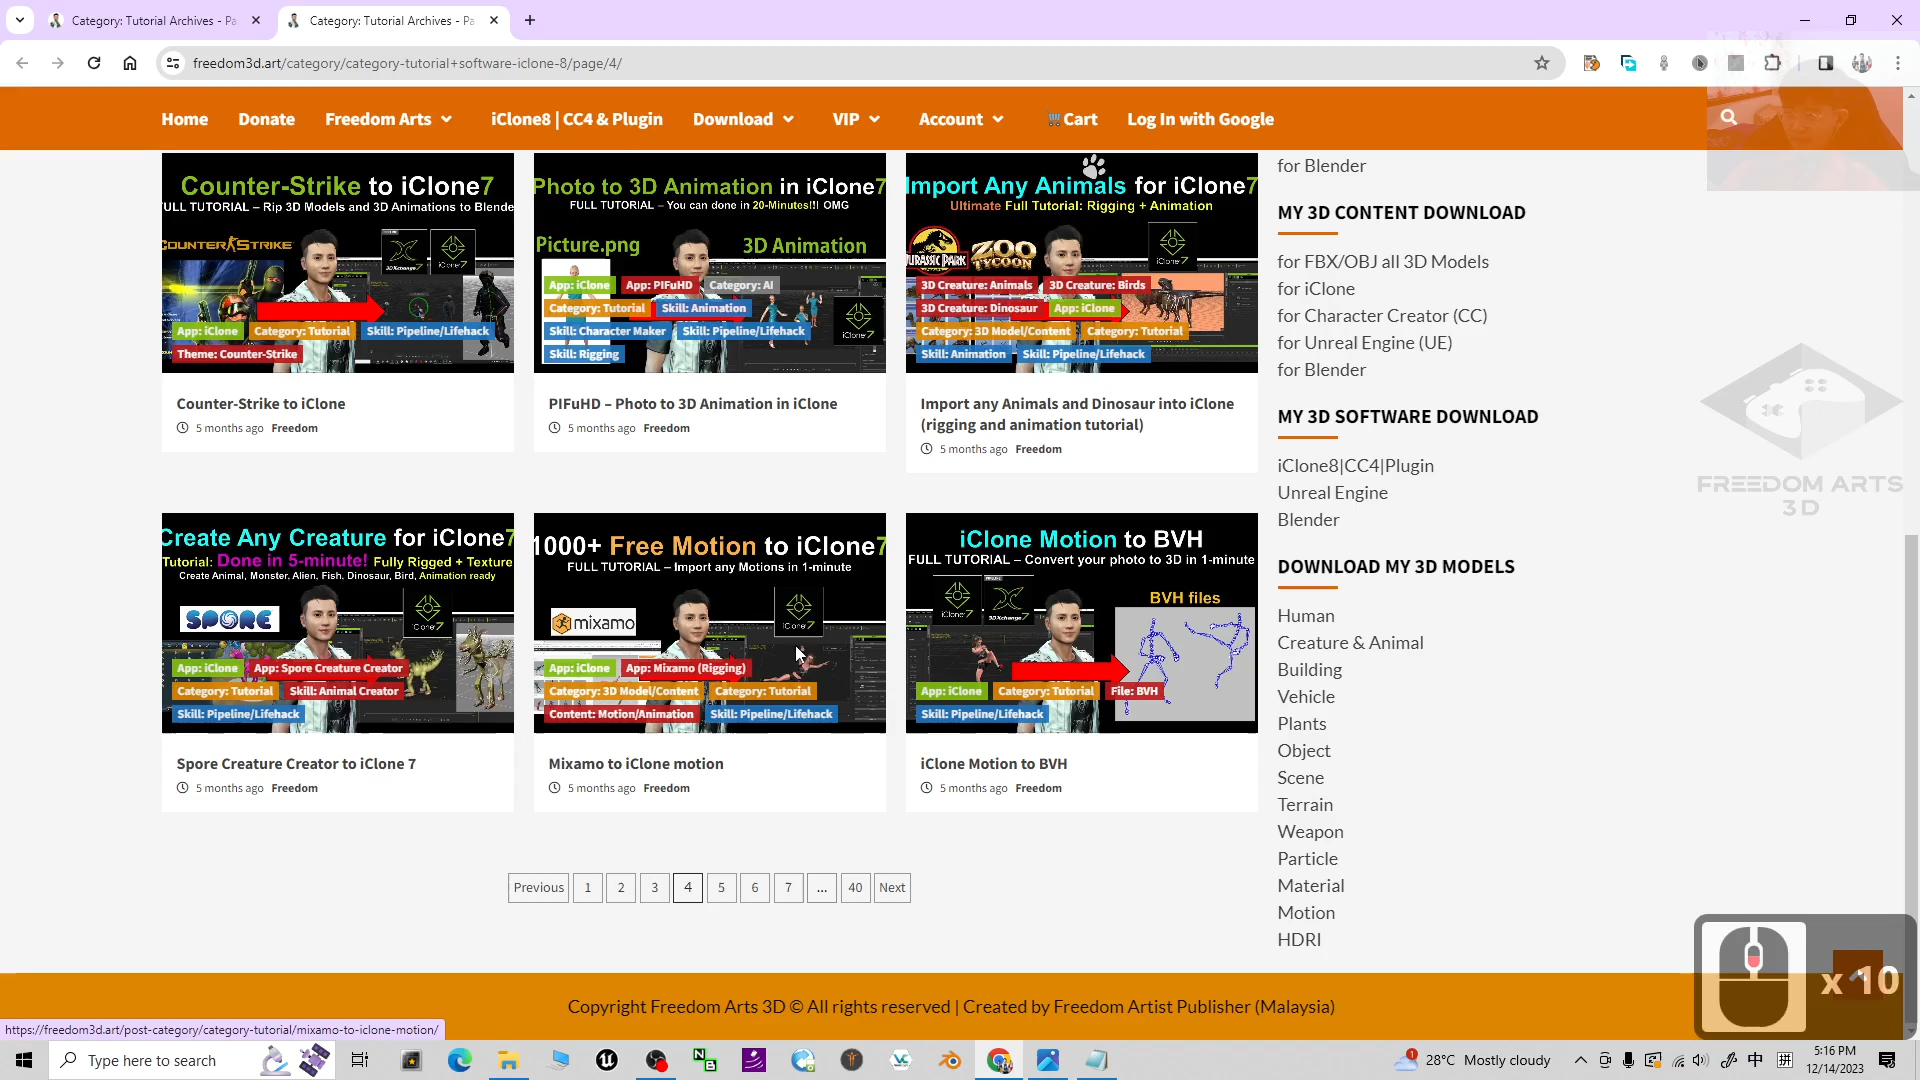 Category: Tutorial Archives - Pa
Category: Tutorial Archives - Pa
freedom3d.art/category/category-tutorial+software-iclone-8/page/4/
Home Donate Freedom Arts iClone8 | CC4 & Plugin Download VIP Account Cart Log In with Google
Counter-Strike to iClone7
FULL TUTORIAL – Rip 3D Models and 3D Animations to Blende
COUNTER STRIKE
3DXchange7
iClone7
App: iClone Category: Tutorial Skill: Pipeline/Lifehack
Theme: Counter-Strike
Counter-Strike to iClone
5 months ago Freedom
Photo to 3D Animation in iClone7
FULL TUTORIAL – You can done in 20-Minutes!!! OMG
Picture.png 3D Animation
App: iClone App: PIFuHD Category: AI
Category: Tutorial Skill: Animation
Skill: Character Maker Skill: Pipeline/Lifehack
Skill: Rigging
iClone7
PIFuHD – Photo to 3D Animation in iClone
5 months ago Freedom
Import Any Animals for iClone7
Ultimate Full Tutorial: Rigging + Animation
JURASSIC PARK
ZOO TYCOON
iClone7
3D Creature: Animals 3D Creature: Birds
3D Creature: Dinosaur App: iClone
Category: 3D Model/Content Category: Tutorial
Skill: Animation Skill: Pipeline/Lifehack
Import any Animals and Dinosaur into iClone
(rigging and animation tutorial)
5 months ago Freedom
Create Any Creature for iClone7
Tutorial: Done in 5-minute! Fully Rigged + Texture
Create Animal, Monster, Alien, Fish, Dinosaur, Bird, Animation ready
SPORE
iClone7
App: iClone App: Spore Creature Creator
Category: Tutorial Skill: Animal Creator
Skill: Pipeline/Lifehack
Spore Creature Creator to iClone 7
5 months ago Freedom
1000+ Free Motion to iClone7
FULL TUTORIAL – Import any Motions in 1-minute
mixamo
iClone7
App: iClone App: Mixamo (Rigging)
Category: 3D Model/Content Category: Tutorial
Content: Motion/Animation Skill: Pipeline/Lifehack
Mixamo to iClone motion
5 months ago Freedom
iClone Motion to BVH
FULL TUTORIAL – Convert your photo to 3D in 1-minute
iClone7
3DXchange7
BVH files
App: iClone Category: Tutorial File: BVH
Skill: Pipeline/Lifehack
iClone Motion to BVH
5 months ago Freedom
Previous 1 2 3 4 5 6 7 ... 40 Next
for Blender
MY 3D CONTENT DOWNLOAD
for FBX/OBJ all 3D Models
for iClone
for Character Creator (CC)
for Unreal Engine (UE)
for Blender
MY 3D SOFTWARE DOWNLOAD
iClone8|CC4|Plugin
Unreal Engine
Blender
DOWNLOAD MY 3D MODELS
Human
Creature & Animal
Building
Vehicle
Plants
Object
Scene
Terrain
Weapon
Particle
Material
Motion
HDRI
FREEDOM ARTS
3D
x 10
Copyright Freedom Arts 3D © All rights reserved | Created by Freedom Artist Publisher (Malaysia)
https://freedom3d.art/post-category/category-tutorial/mixamo-to-iclone-motion/
Type here to search
1
28°C Mostly cloudy
中
拼
5:16 PM
12/14/2023